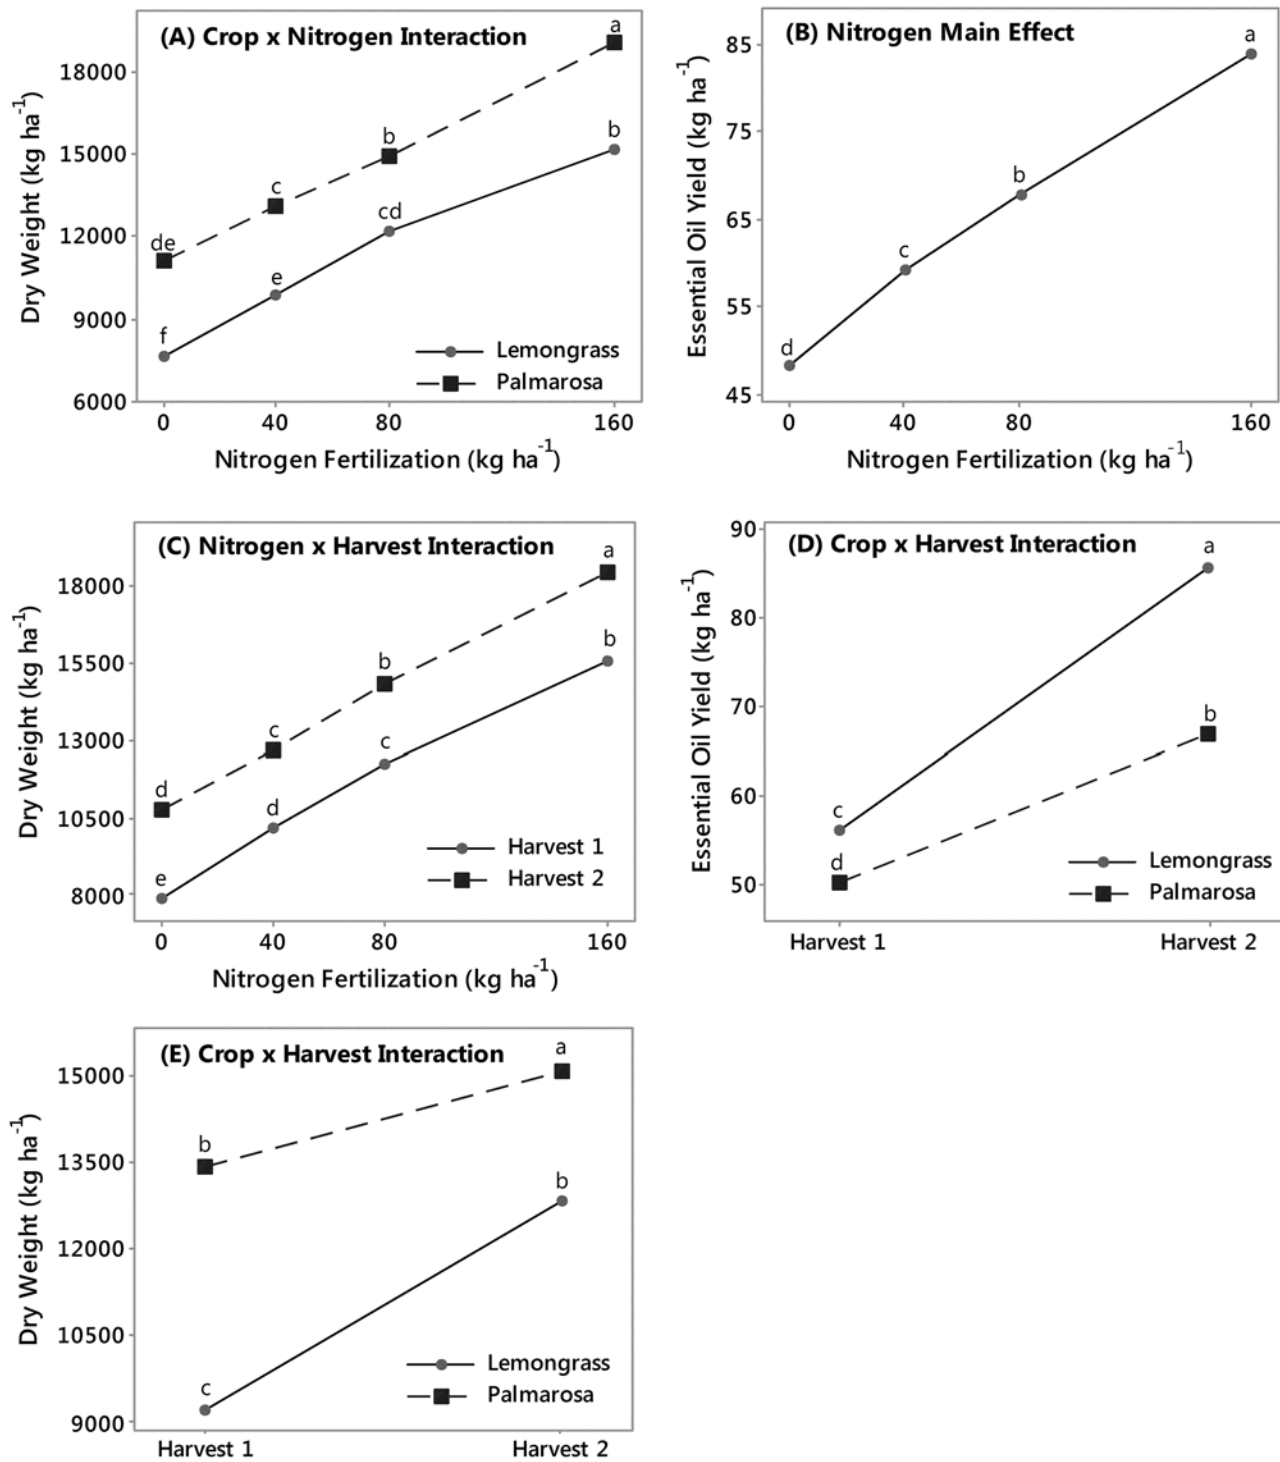 (A) Crop x Nitrogen Interaction
Dry Weight (kg ha-1)
18000
15000
12000
9000
6000
a
b
c
de
b
cd
e
f
Lemongrass
Palmarosa
0 40 80 160
Nitrogen Fertilization (kg ha-1)
(B) Nitrogen Main Effect
Essential Oil Yield (kg ha-1)
85
75
65
55
45
a
b
c
d
0 40 80 160
Nitrogen Fertilization (kg ha-1)
(C) Nitrogen x Harvest Interaction
Dry Weight (kg ha-1)
18000
15500
13000
10500
8000
a
b
b
c
c
d
d
e
Harvest 1
Harvest 2
0 40 80 160
Nitrogen Fertilization (kg ha-1)
(D) Crop x Harvest Interaction
Essential Oil Yield (kg ha-1)
90
80
70
60
50
a
b
c
d
Lemongrass
Palmarosa
Harvest 1 Harvest 2
(E) Crop x Harvest Interaction
Dry Weight (kg ha-1)
15000
13500
12000
10500
9000
a
b
b
c
Lemongrass
Palmarosa
Harvest 1 Harvest 2